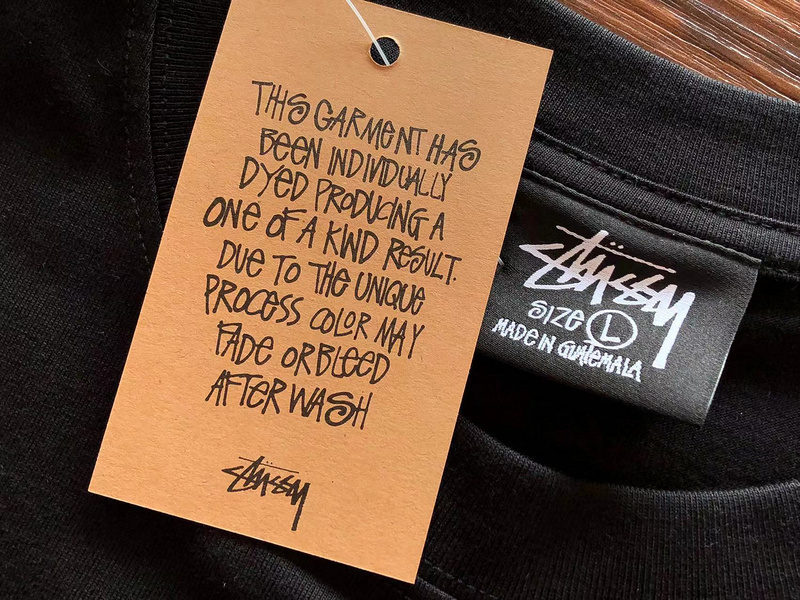 THIS GARMENT HAS
BEEN INDIVIDUALLY
DYED PRODUCING A
ONE OF A KIND RESULT.
DUE TO THE UNIQUE
PROCESS COLOR MAY
FADE OR BLEED
AFTER WASH
STÜSSY
STÜSSY
SIZE L
MADE IN GUATEMALA